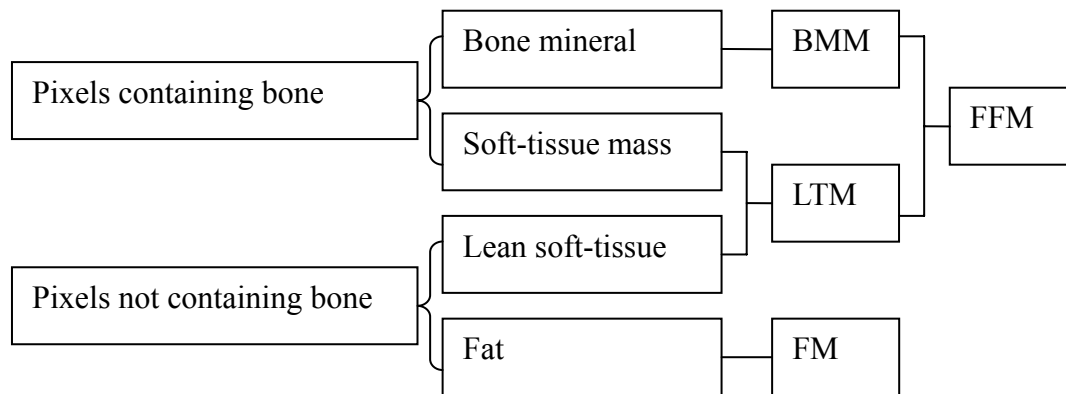 Bone mineral
BMM
Pixels containing bone
FFM
Soft-tissue mass
LTM
Lean soft-tissue
Pixels not containing bone
Fat
FM